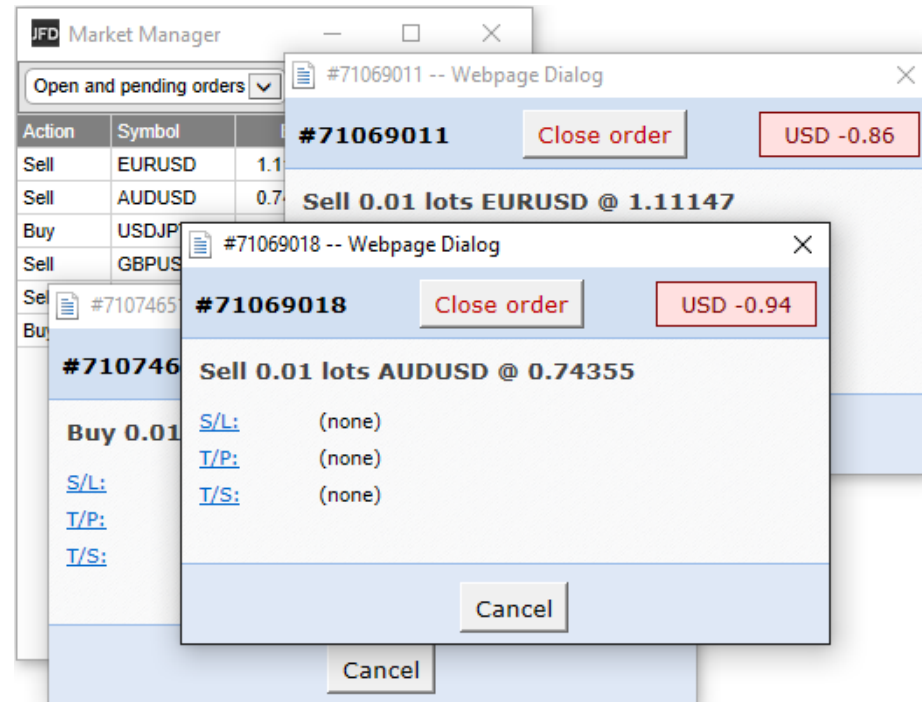 JFD Market Manager
Open and pending orders
Action Symbol
Sell EURUSD
Sell AUDUSD
Buy
Sell
#71069011 -- Webpage Dialog
#71069011 Close order USD -0.86
Sell 0.01 lots EURUSD @ 1.11147
Buy 0.01
S/L:
T/P:
T/S:
Cancel
#71069018 -- Webpage Dialog
#71069018 Close order USD -0.94
Sell 0.01 lots AUDUSD @ 0.74355
S/L: (none)
T/P: (none)
T/S: (none)
Cancel